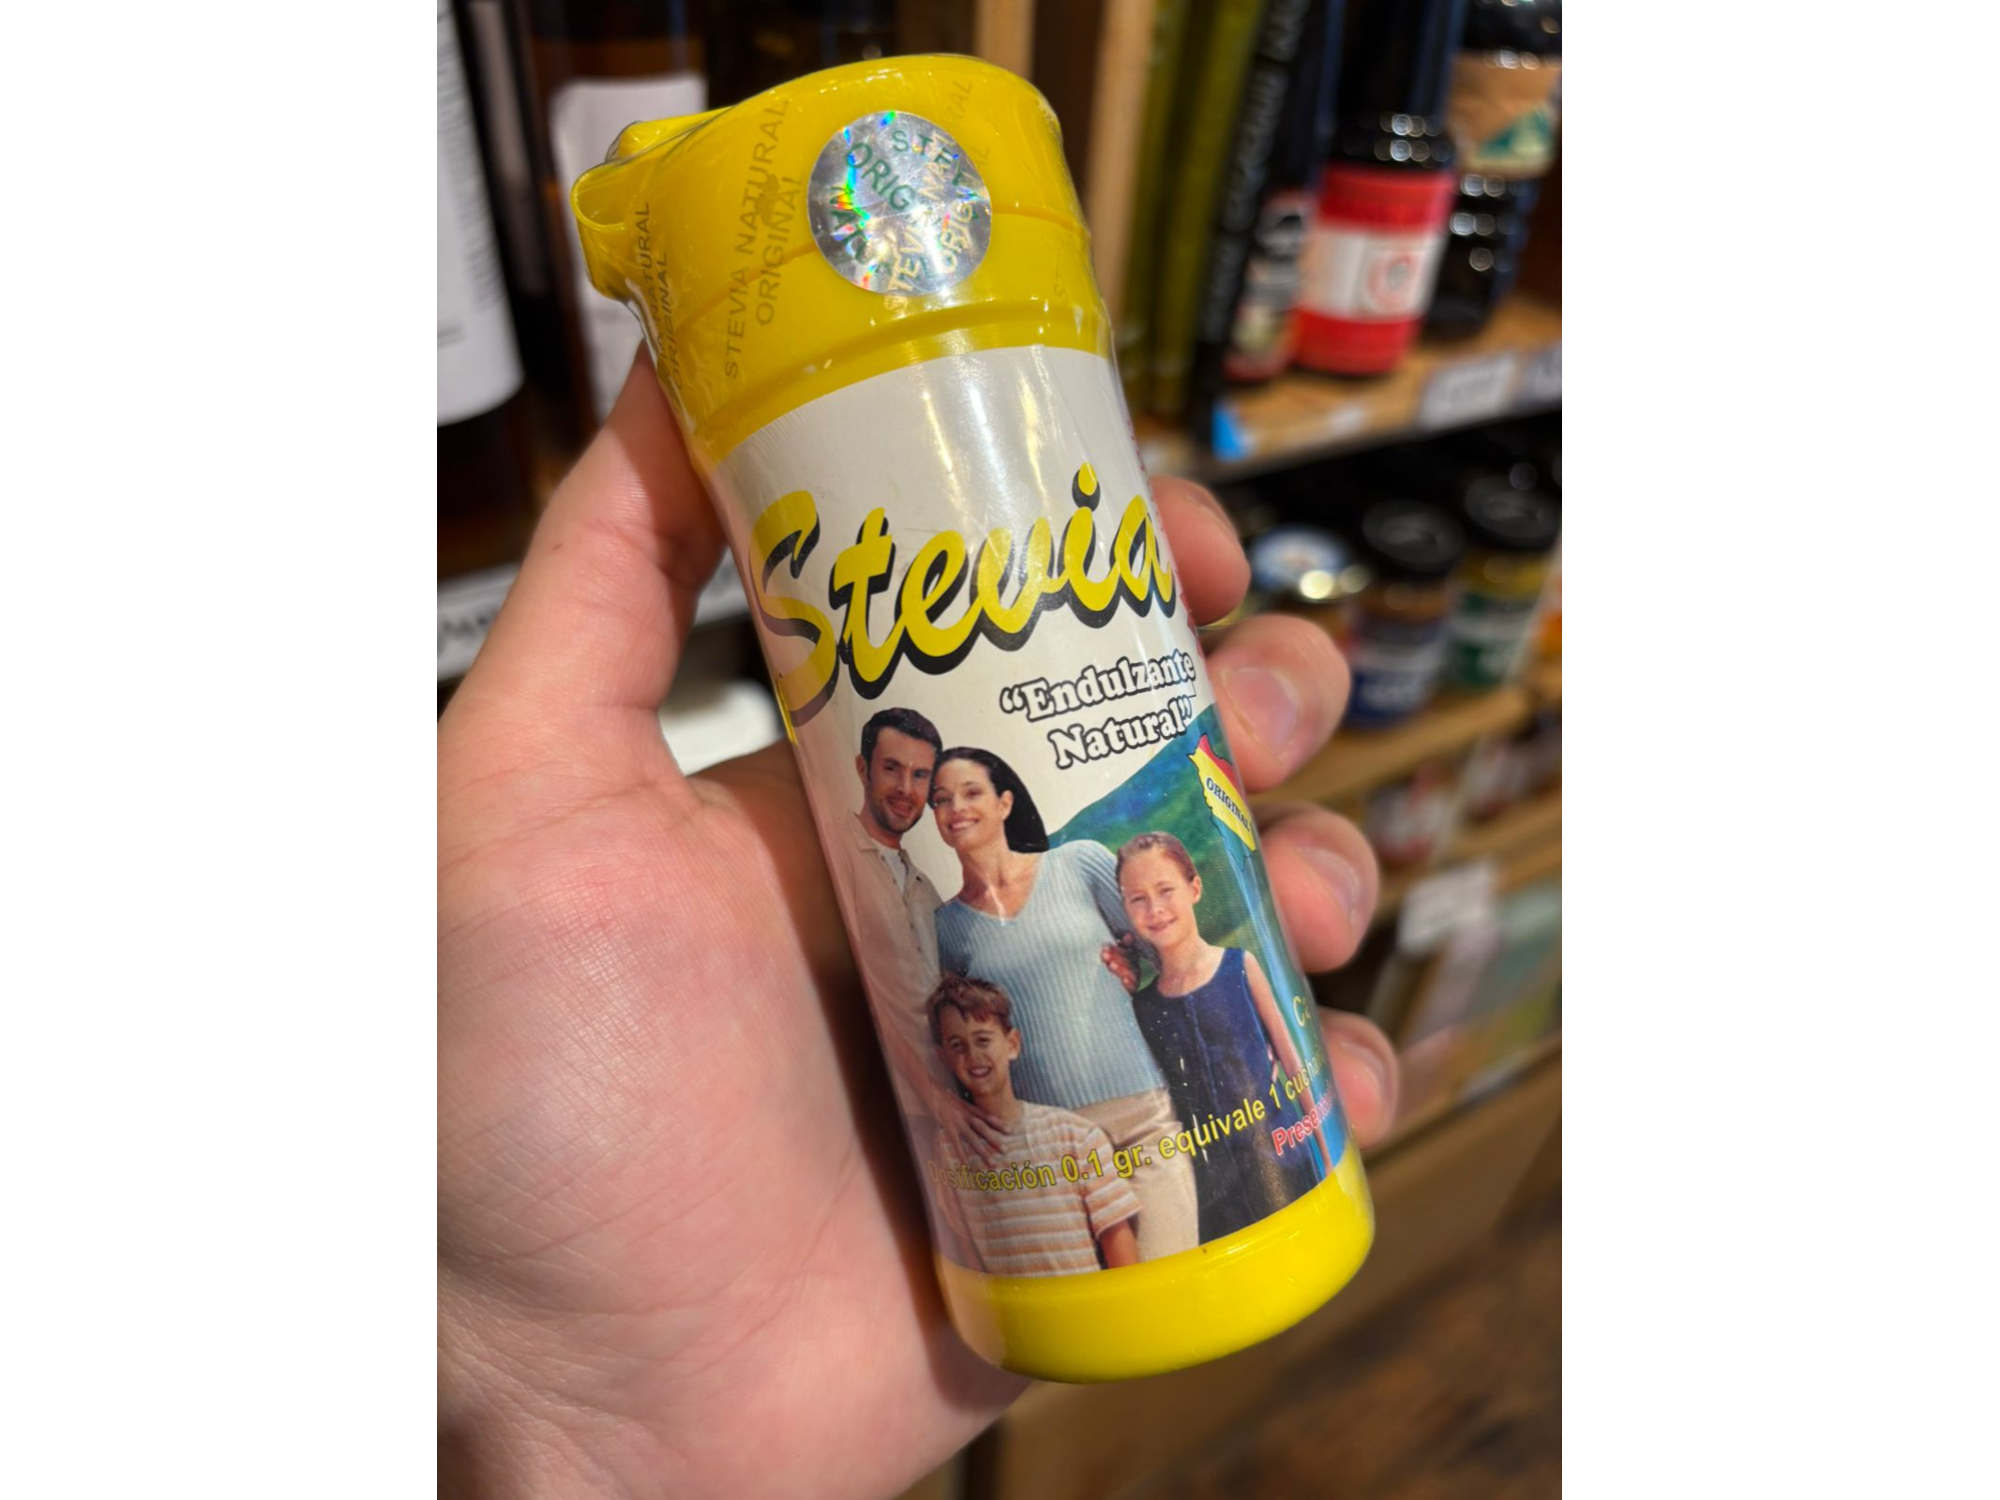 STEVIA NATURAL
ORIGINAL
STEVIA NATURAL
ORIGINAL
Stevia
"Endulzante
Natural"
ORIGINAL
Dosificación 0.1 gr. equivale 1